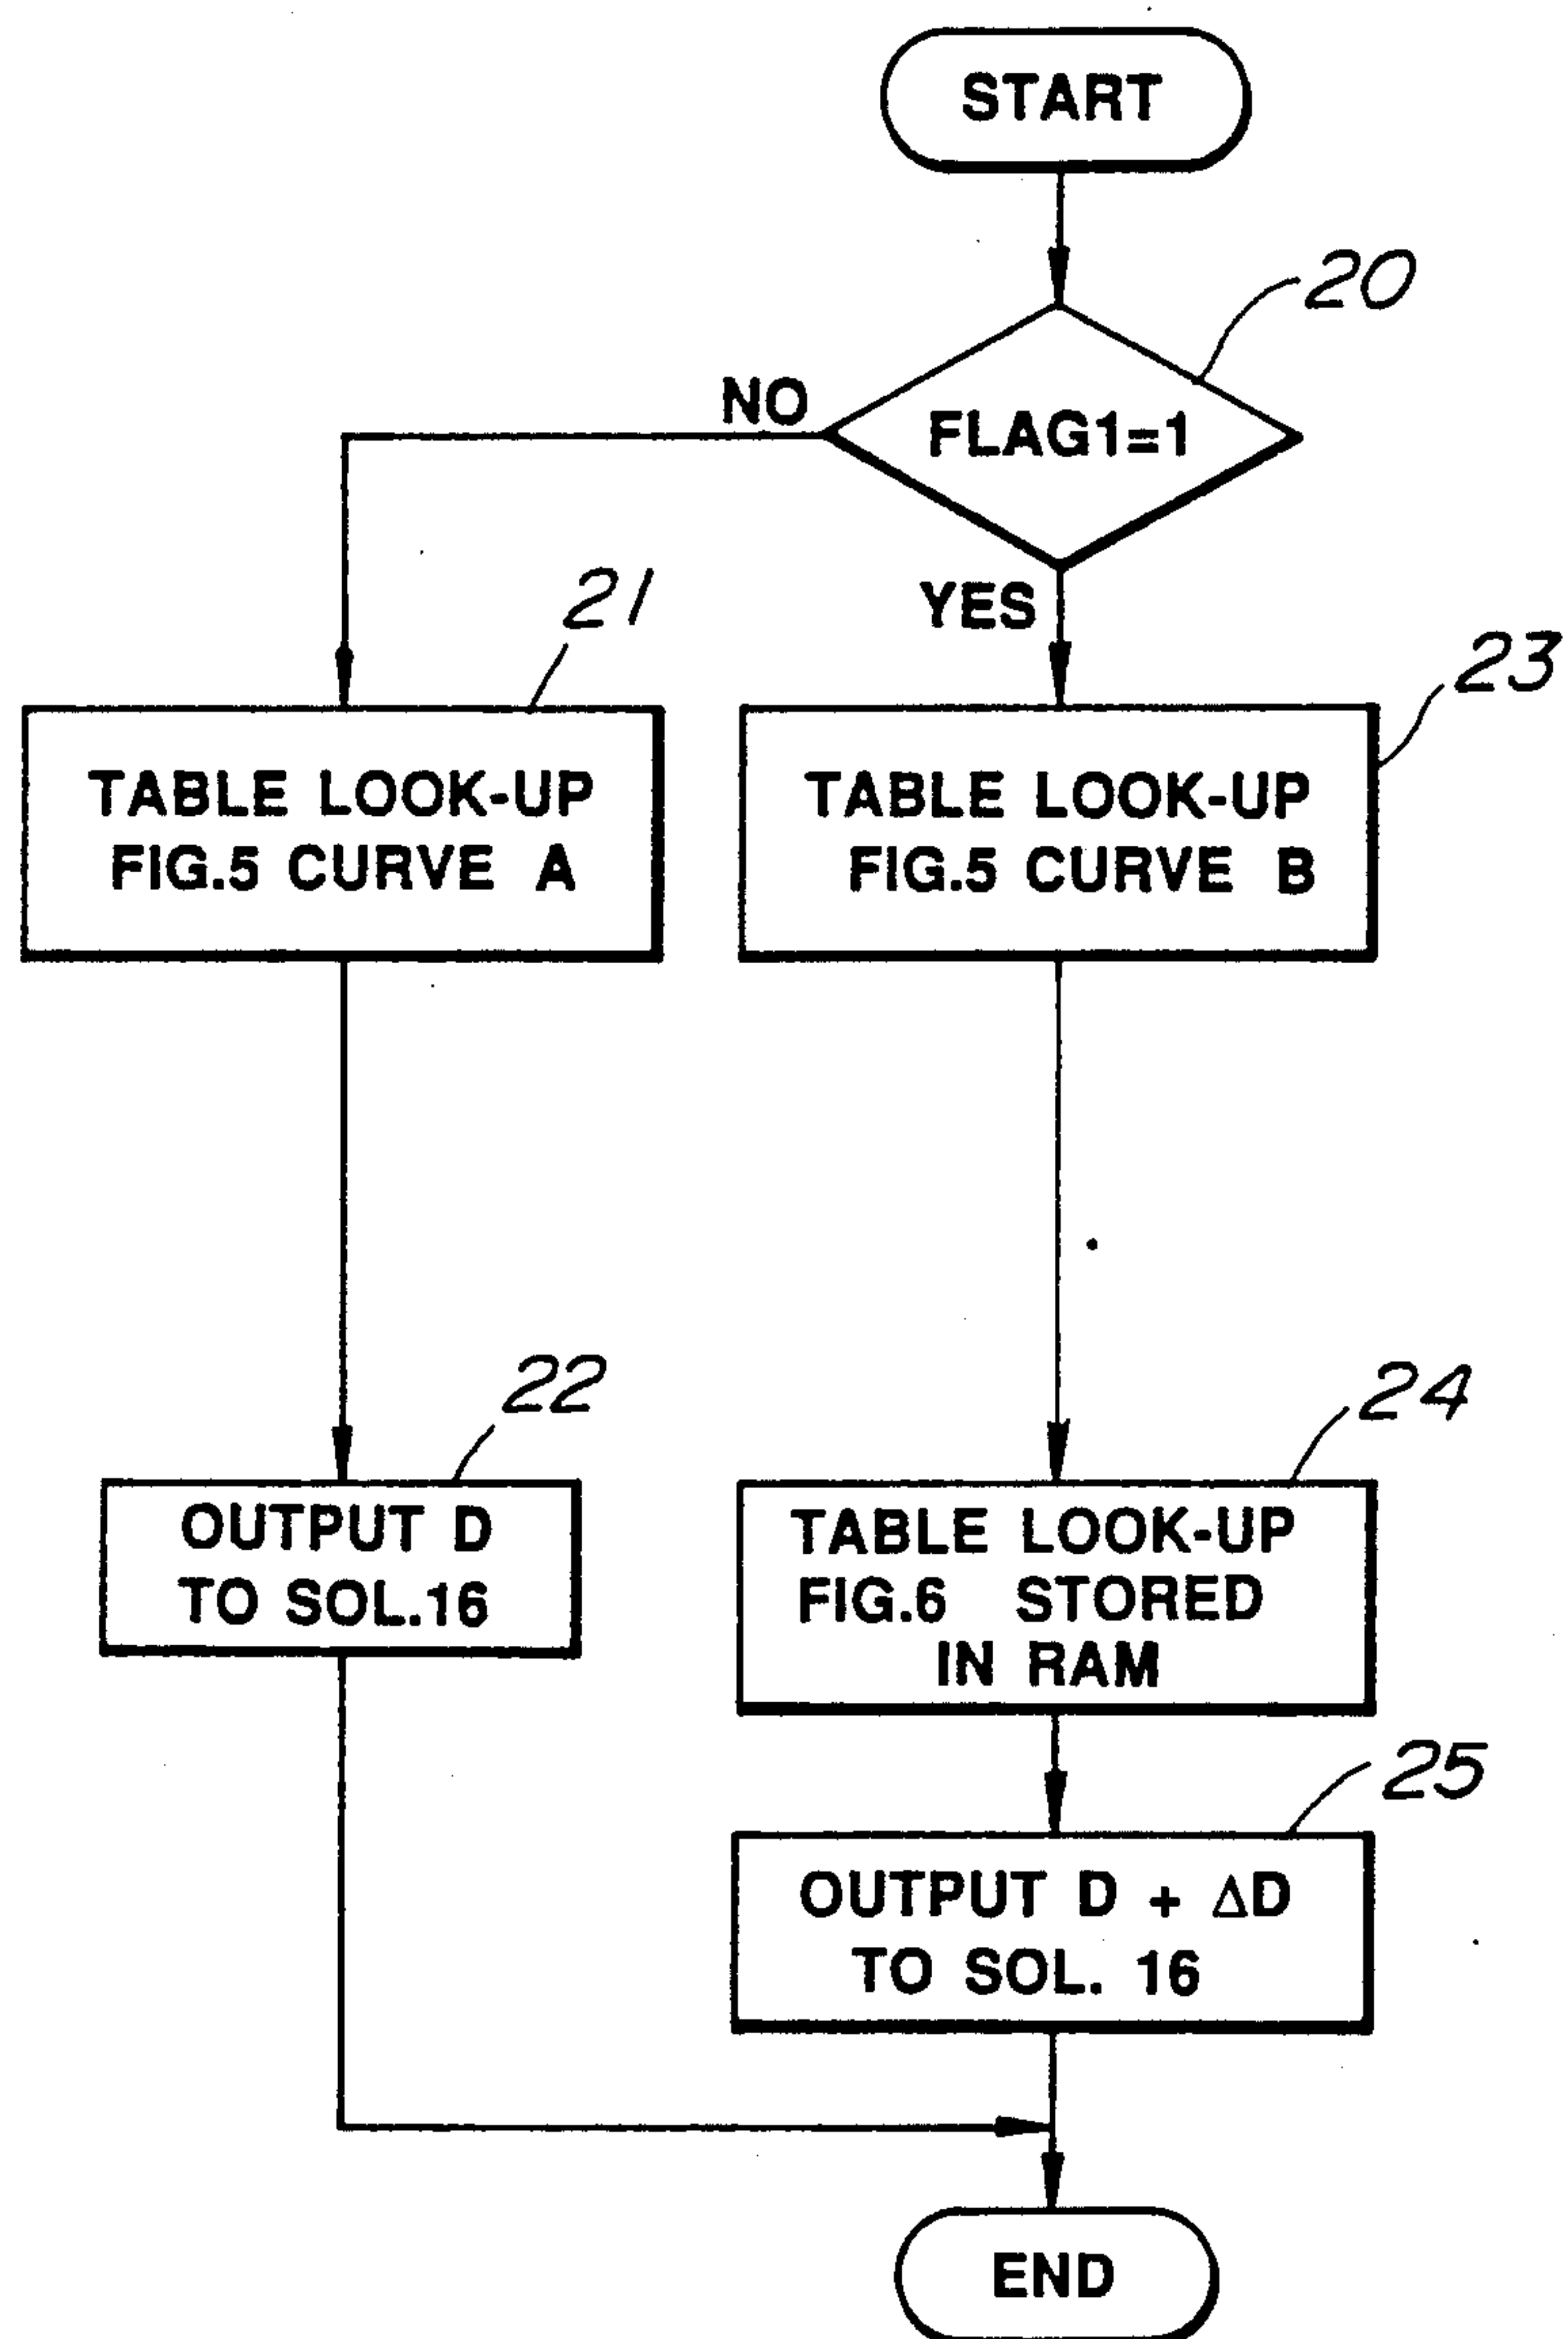 START
20
FLAG1=1
NO
YES
21
TABLE LOOK-UP
FIG.5 CURVE A
23
TABLE LOOK-UP
FIG.5 CURVE B
22
OUTPUT D
TO SOL.16
24
TABLE LOOK-UP
FIG.6 STORED
IN RAM
25
OUTPUT D + ΔD
TO SOL. 16
END